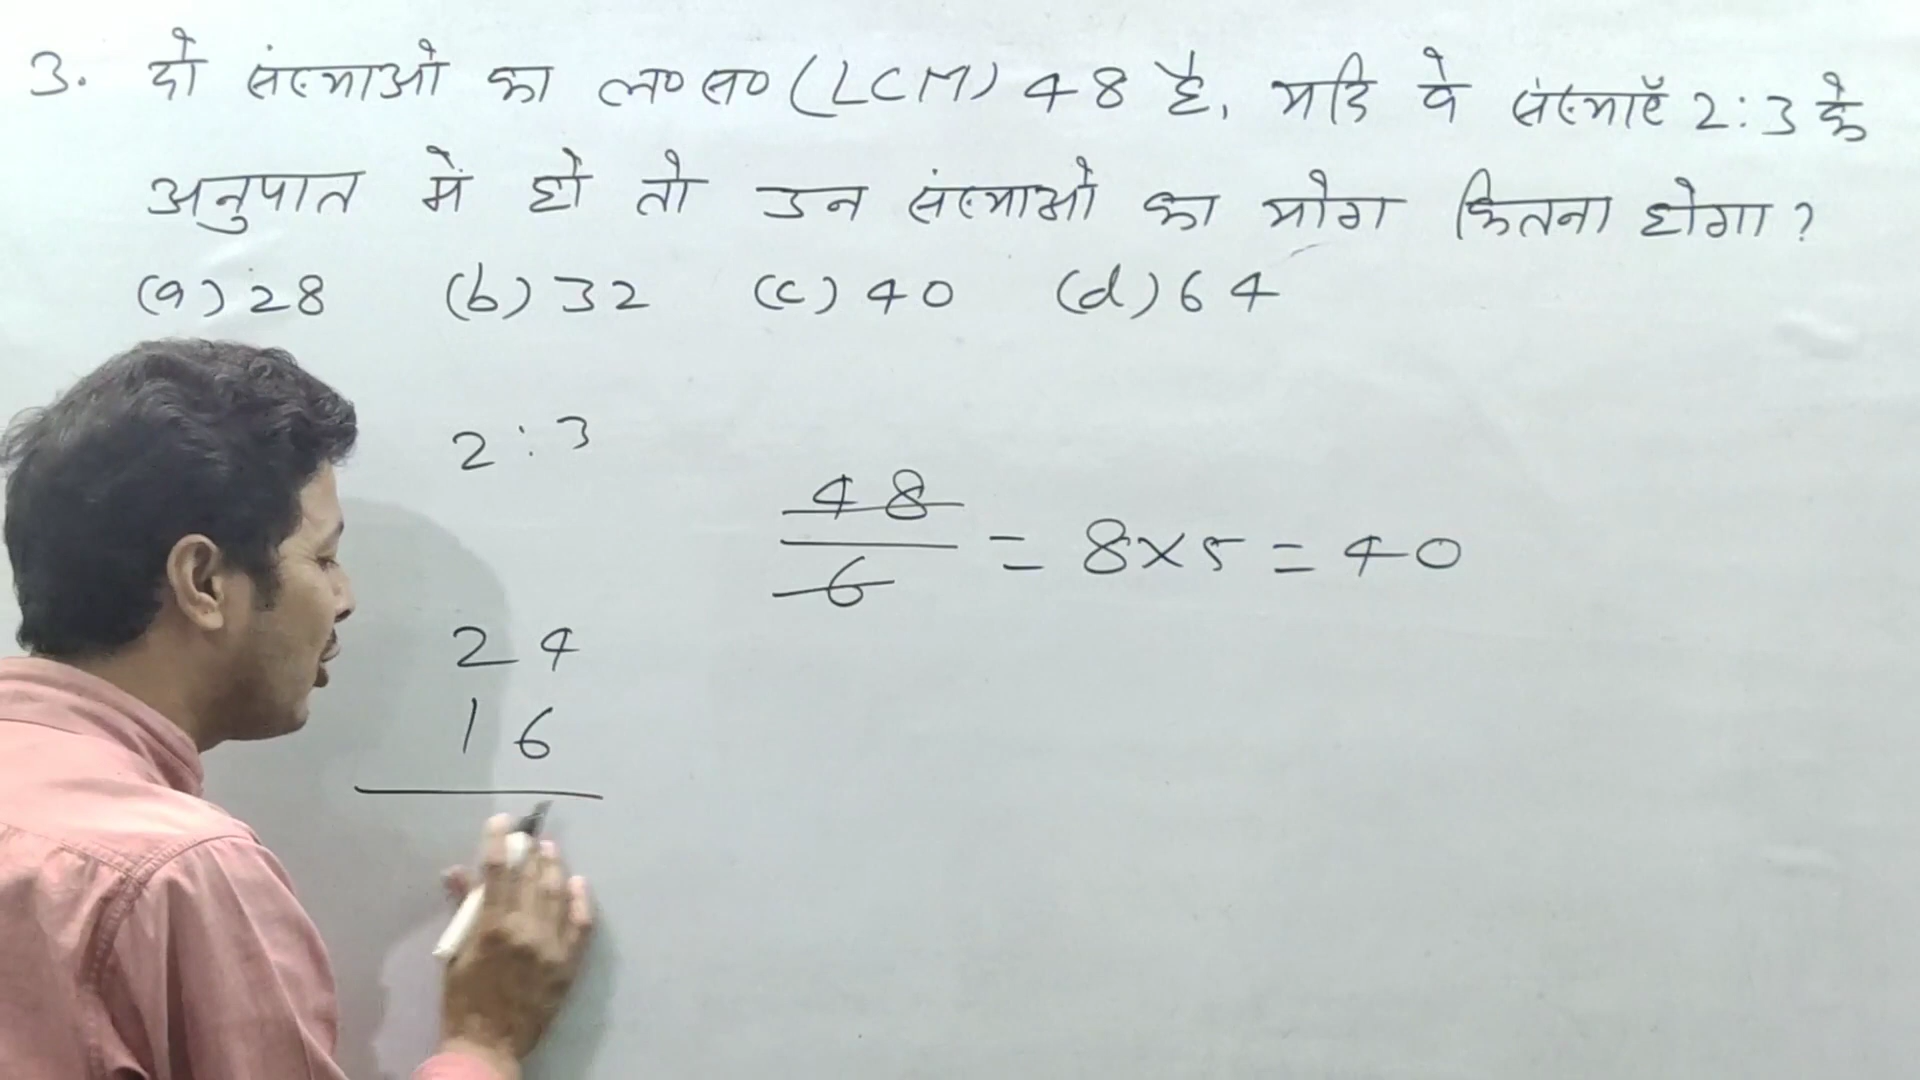 3. दो संख्याओ का ल० स० (LCM) 48 है, यदि वे संख्याएँ 2:3 के
अनुपात में हो तो उन संख्याओ का योग कितना होगा ?
(a) 28 (b) 32 (c) 40 (d) 64
2 : 3
48
6
= 8×5 = 40
24
16